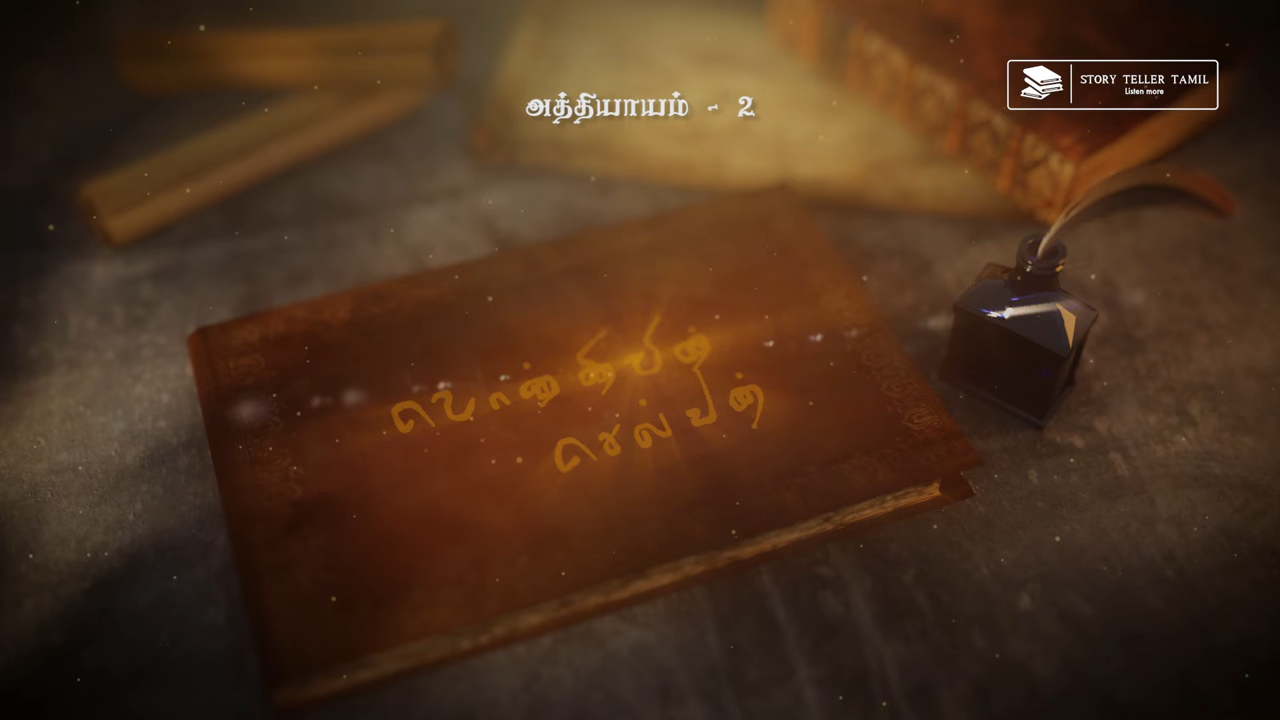 அத்தியாயம் - 2
STORY TELLER TAMIL
Listen more
பொன்னியின்
செல்வன்